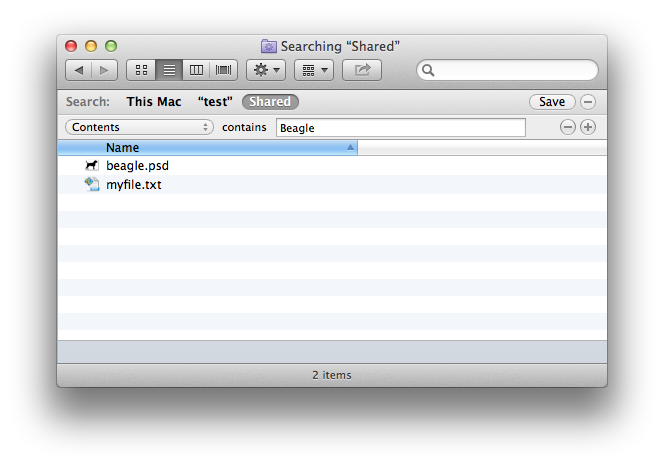 Searching “Shared”
Search: This Mac “test” Shared Save
Contents contains Beagle
Name
beagle.psd
myfile.txt
2 items